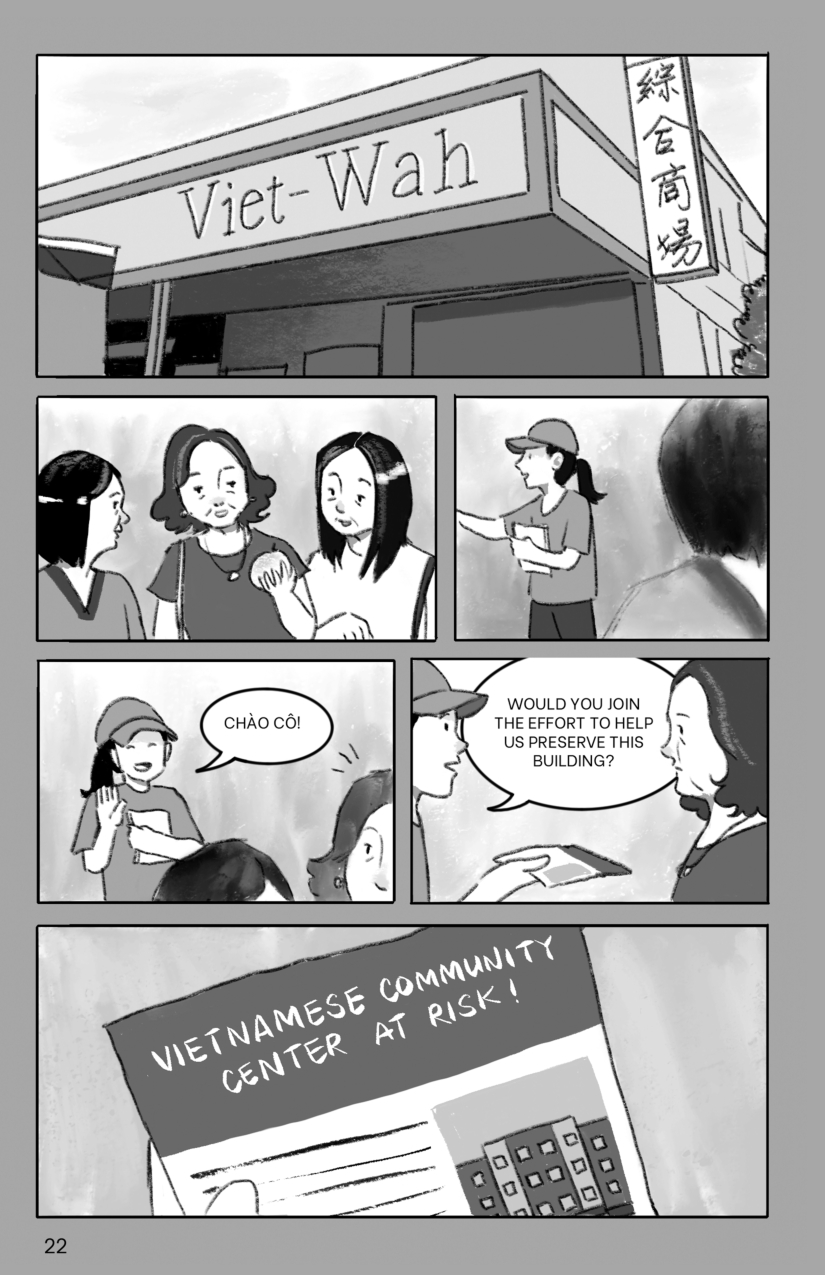 Viet-Wah
綜合商場
CHÀO CÔ!
WOULD YOU JOIN
THE EFFORT TO HELP
US PRESERVE THIS
BUILDING?
VIETNAMESE COMMUNITY
CENTER AT RISK!
22